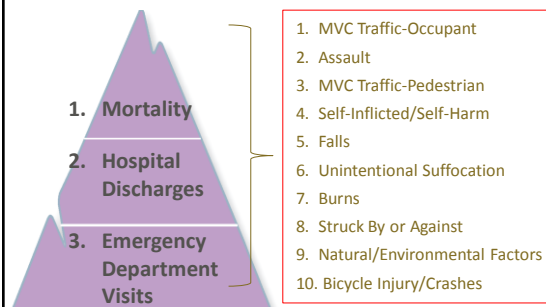 1. Mortality
2. Hospital
Discharges
3. Emergency
Department
Visits
1. MVC Traffic-Occupant
2. Assault
3. MVC Traffic-Pedestrian
4. Self-Inflicted/Self-Harm
5. Falls
6. Unintentional Suffocation
7. Burns
8. Struck By or Against
9. Natural/Environmental Factors
10. Bicycle Injury/Crashes